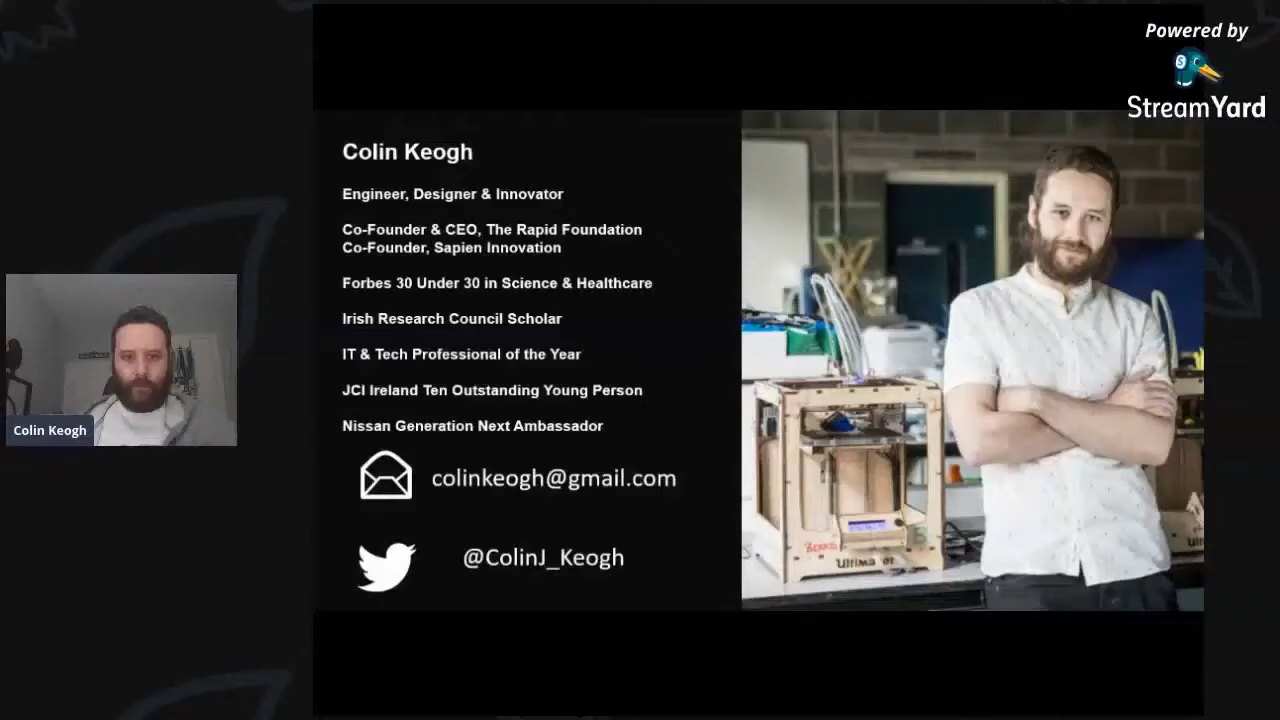 Powered by
StreamYard
Colin Keogh
Engineer, Designer & Innovator
Co-Founder & CEO, The Rapid Foundation
Co-Founder, Sapien Innovation
Forbes 30 Under 30 in Science & Healthcare
Irish Research Council Scholar
IT & Tech Professional of the Year
JCI Ireland Ten Outstanding Young Person
Nissan Generation Next Ambassador
colinkeogh@gmail.com
@ColinJ_Keogh
Colin Keogh